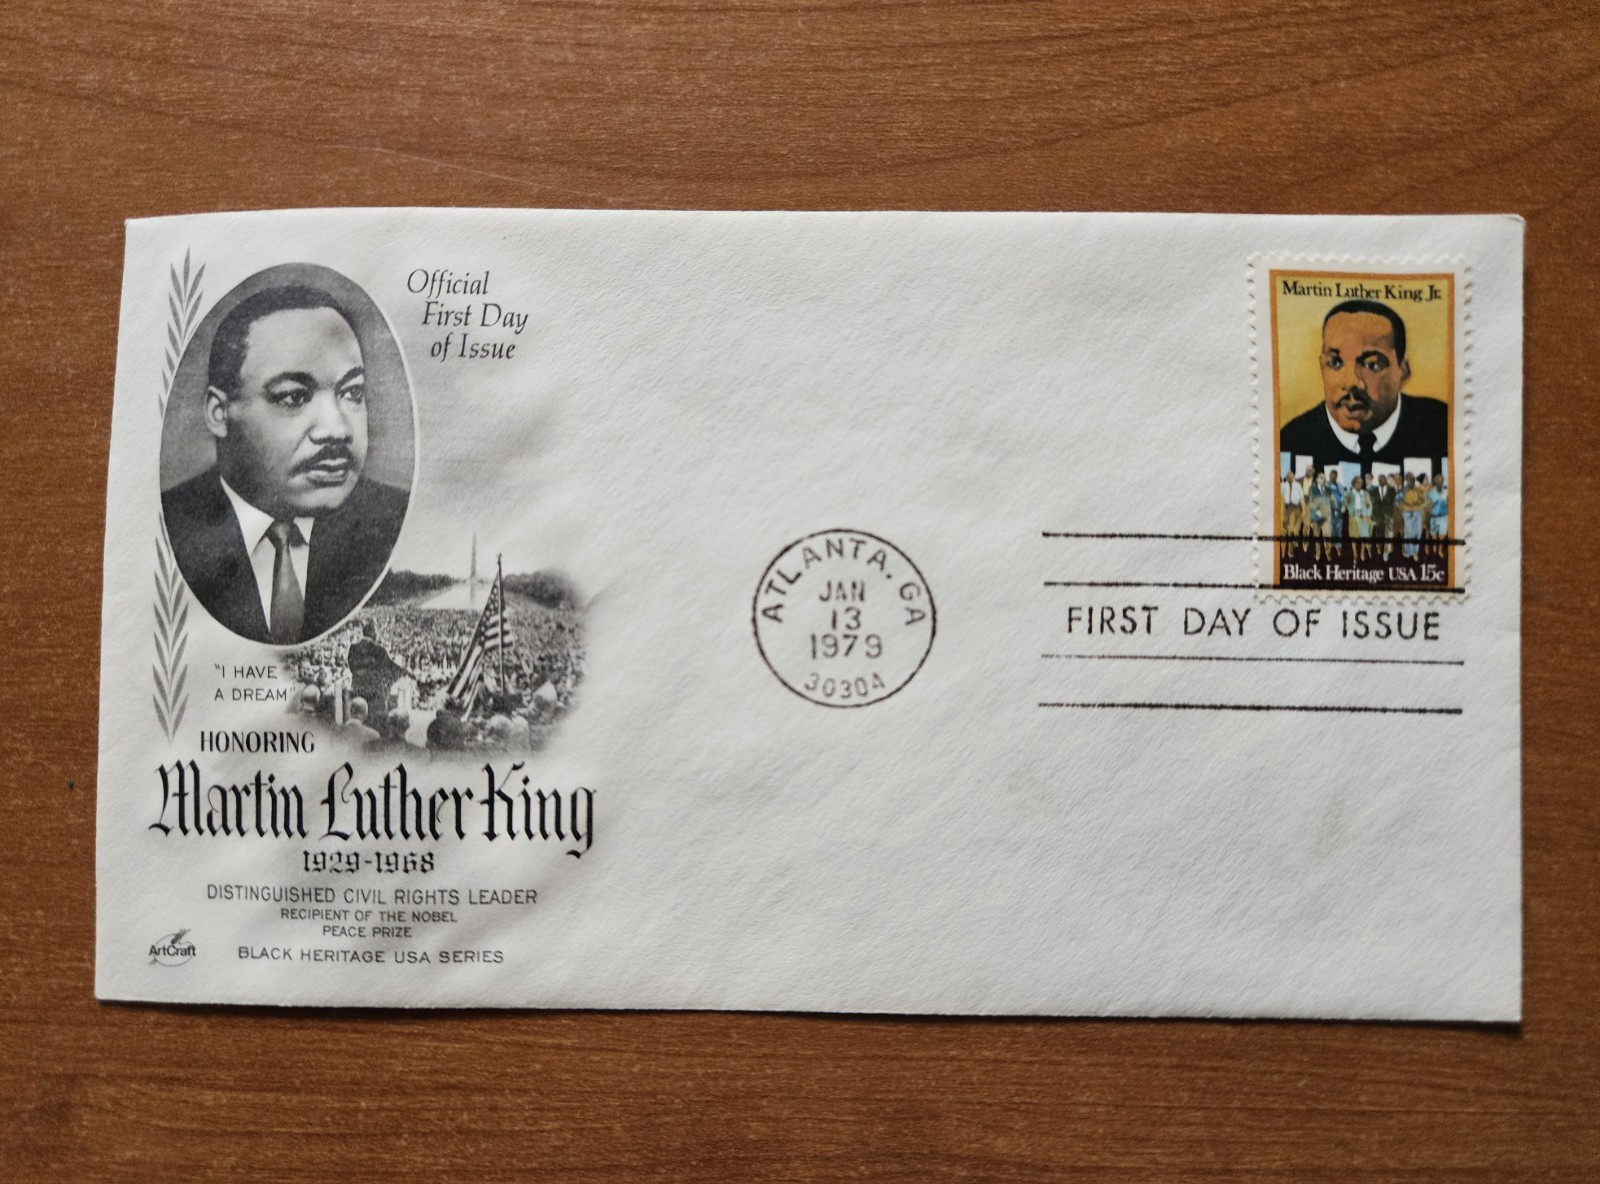 Official
First Day
of Issue
"I HAVE
A DREAM"
HONORING
Martin Luther King
1929-1968
DISTINGUISHED CIVIL RIGHTS LEADER
RECIPIENT OF THE NOBEL
PEACE PRIZE
BLACK HERITAGE USA SERIES
ArtCraft
ATLANTA, GA
JAN
13
1979
30304
Martin Luther King Jr.
Black Heritage USA 15c
FIRST DAY OF ISSUE